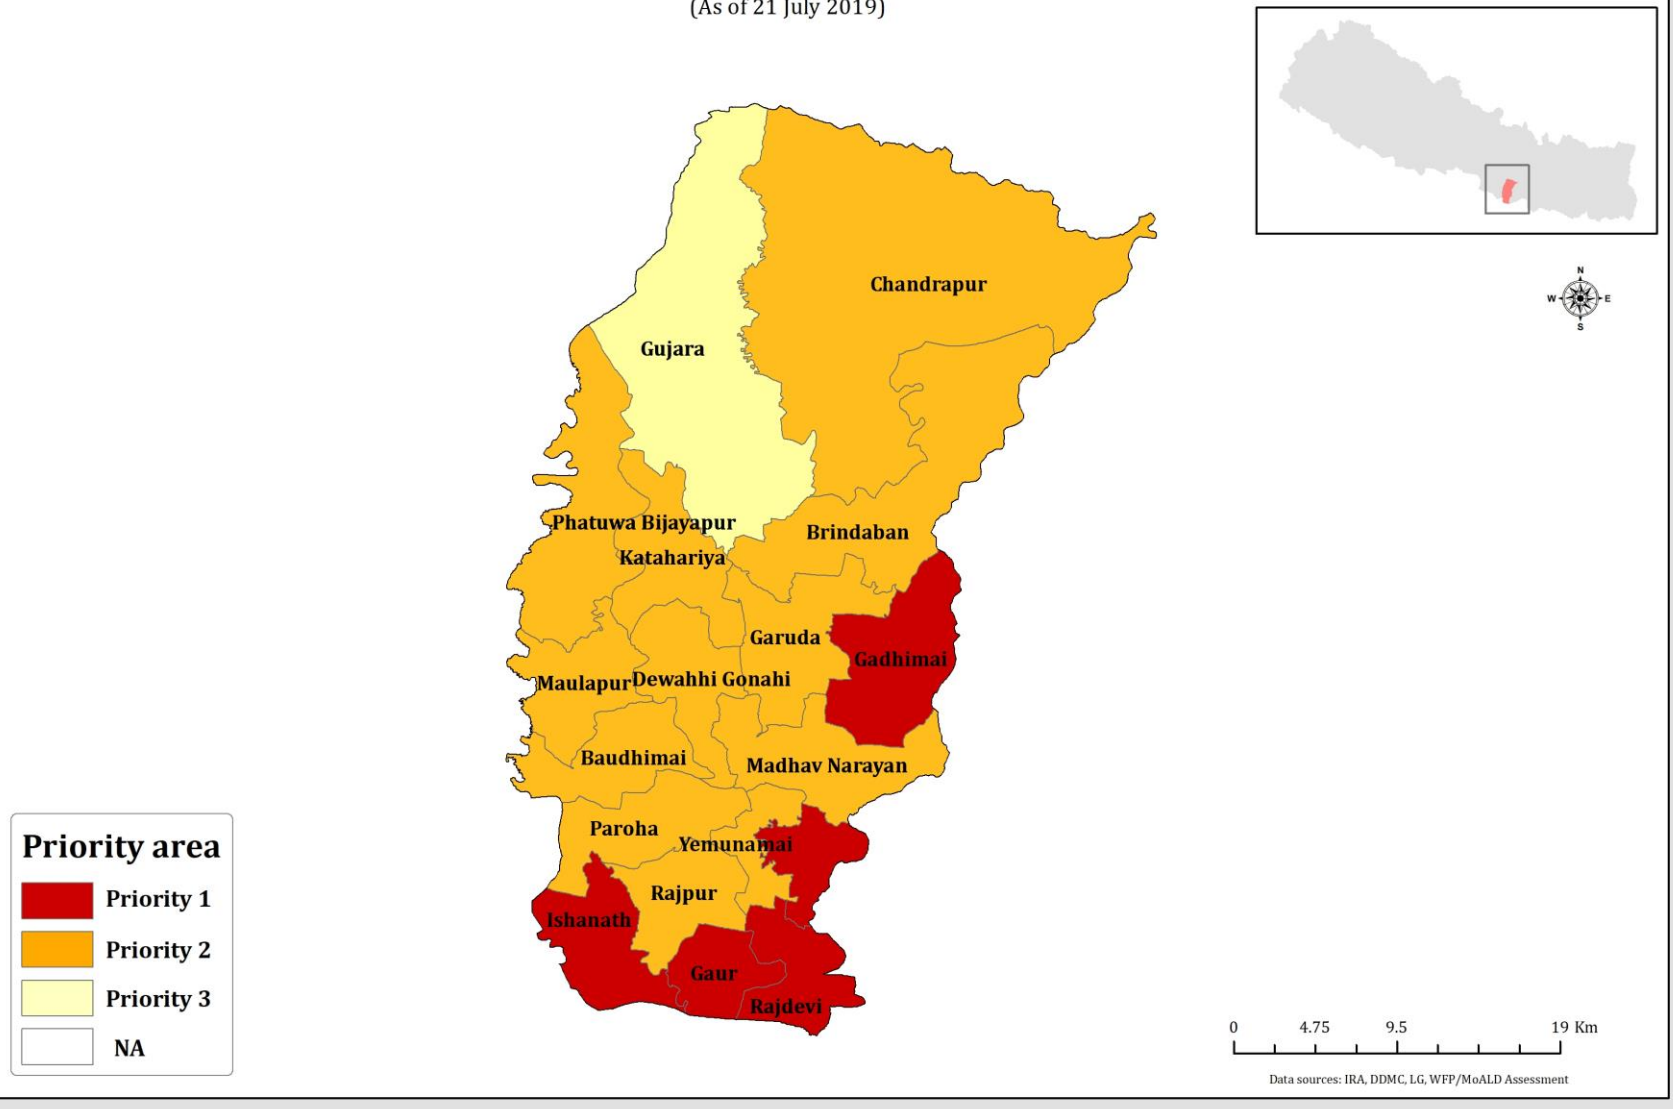 (As of 21 July 2019)
N
W
E
S
Chandrapur
Gujara
Phatuwa Bijayapur
Brindaban
Katahariya
Garuda
Gadhimai
Maulapur
Dewahhi Gonahi
Baudhimai
Madhav Narayan
Paroha
Yemunamai
Rajpur
Ishanath
Gaur
Rajdevi
Priority area
Priority 1
Priority 2
Priority 3
NA
0 4.75 9.5 19 Km
Data sources: IRA, DDMC, LG, WFP/MoALD Assessment